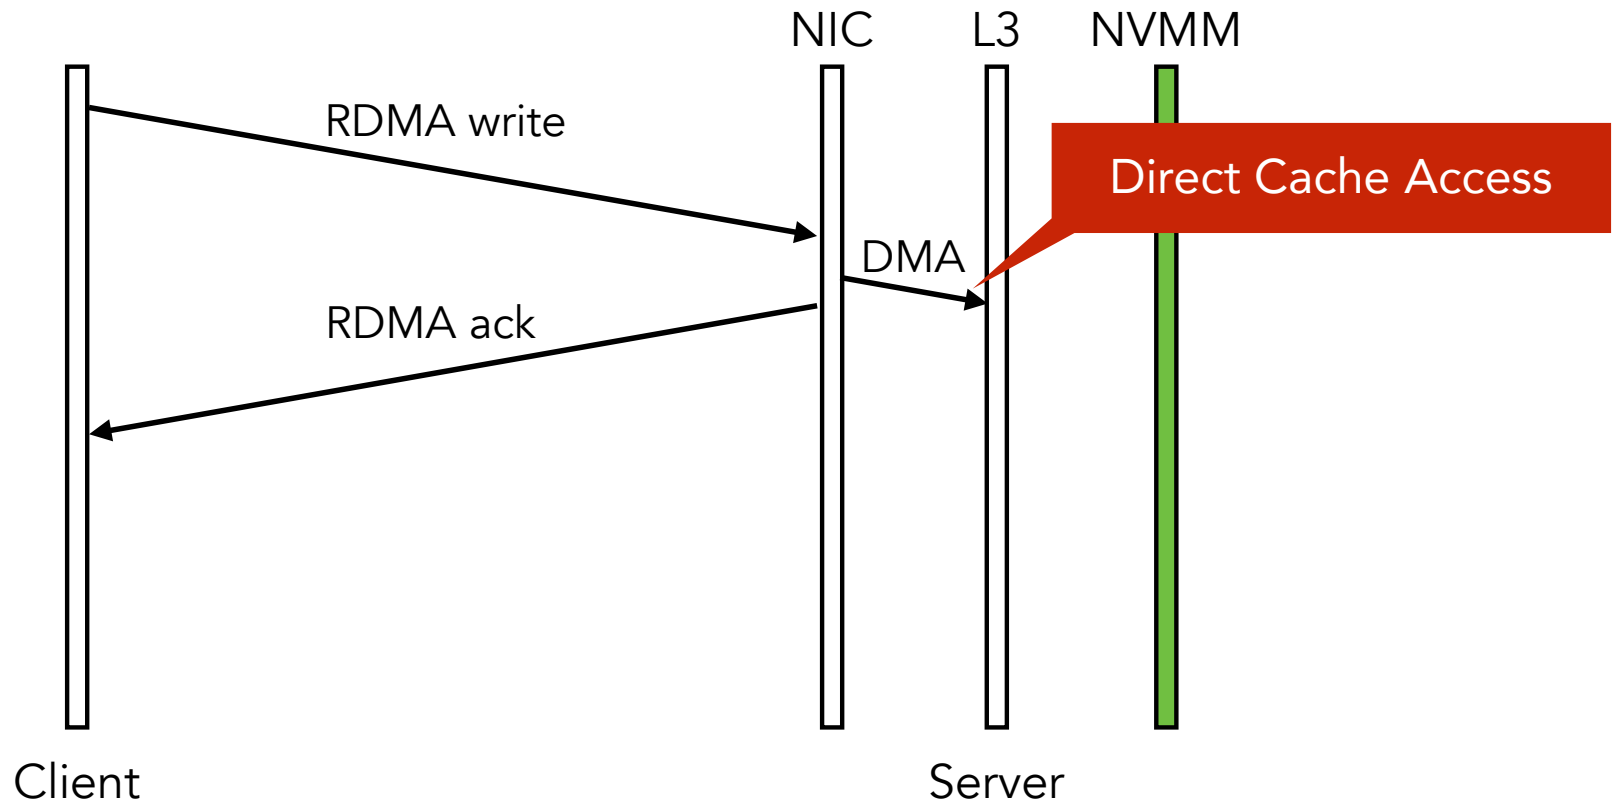 NIC
L3
NVMM
RDMA write
Direct Cache Access
DMA
RDMA ack
Client
Server